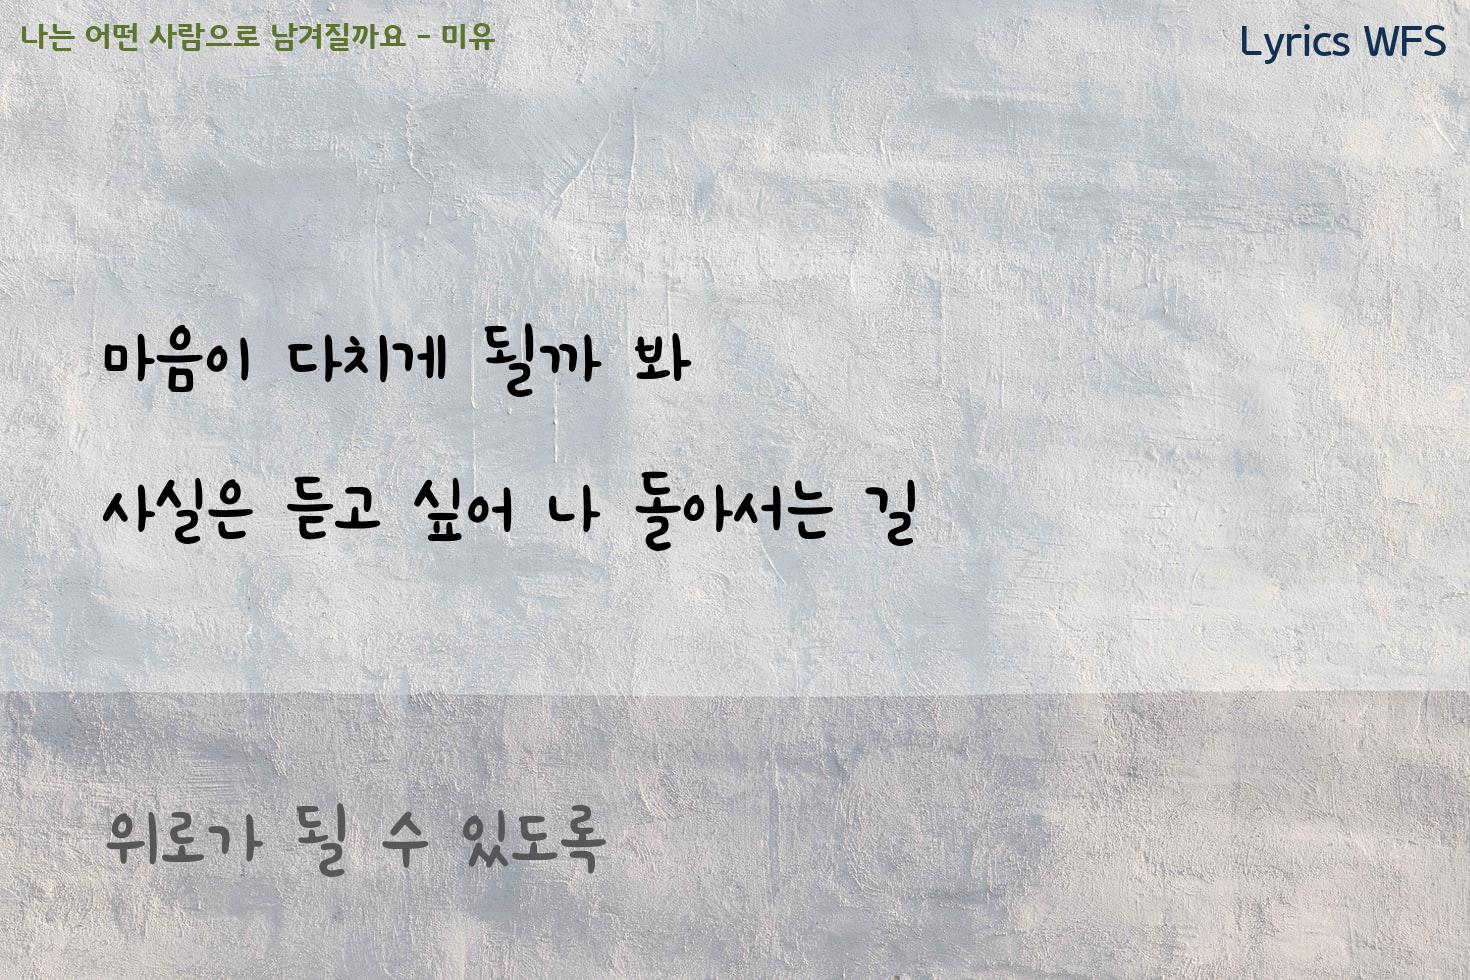 나는 어떤 사람으로 남겨질까요 - 미유
Lyrics WFS
마음이 다치게 될까 봐
사실은 듣고 싶어 나 돌아서는 길
위로가 될 수 있도록